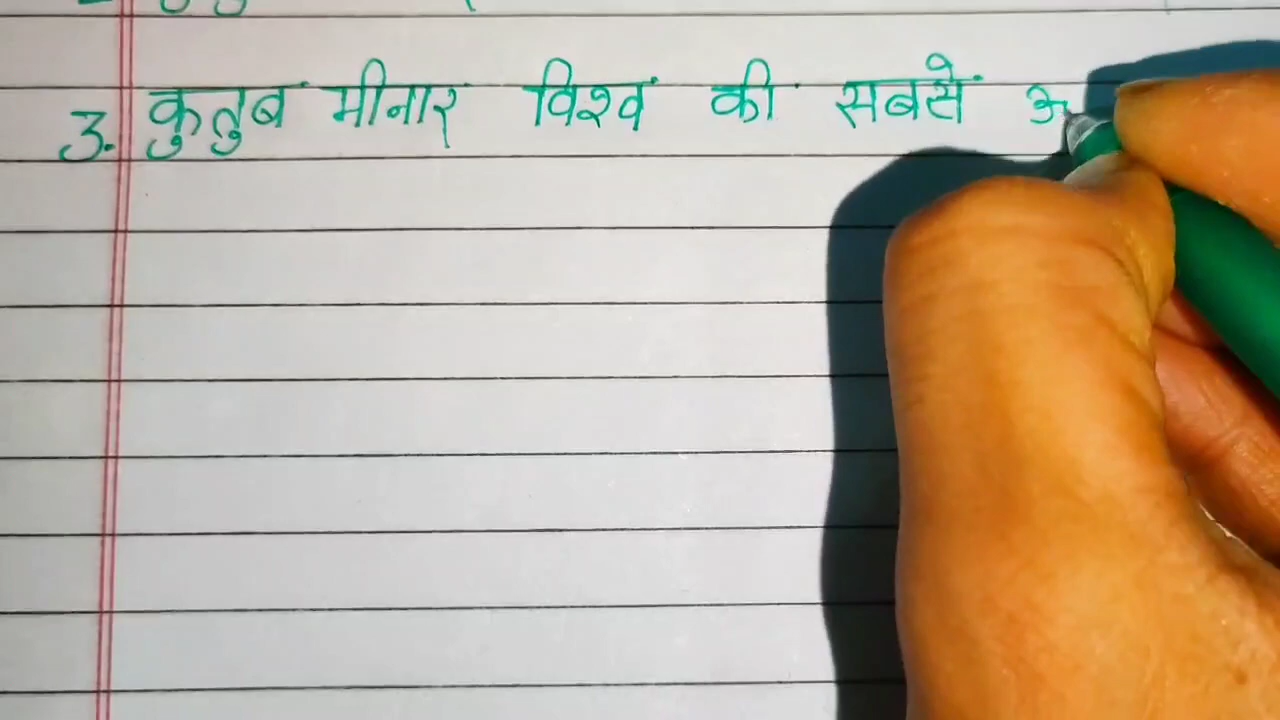 3. कुतुब मीनार विश्व की सबसे